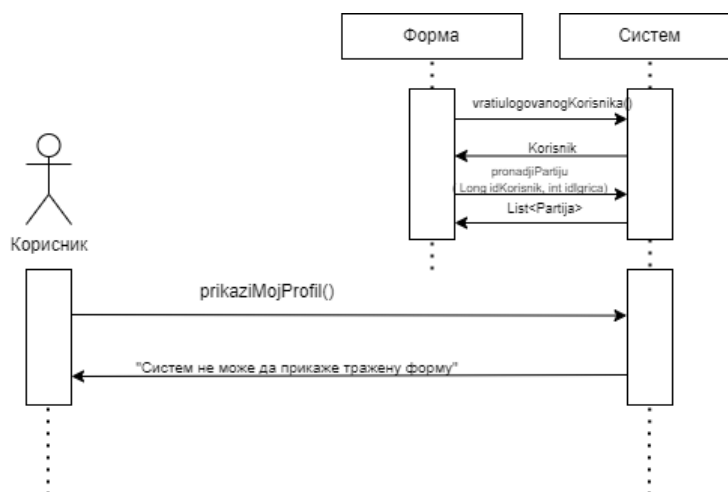 Форма
Систем
vratiulogovanogKorisnika()
Korisnik
pronadjiPartiju
( Long idKorisnik, int idIgrica)
List<Partija>
Корисник
prikaziMojProfil()
"Систем не може да прикаже тражену форму"